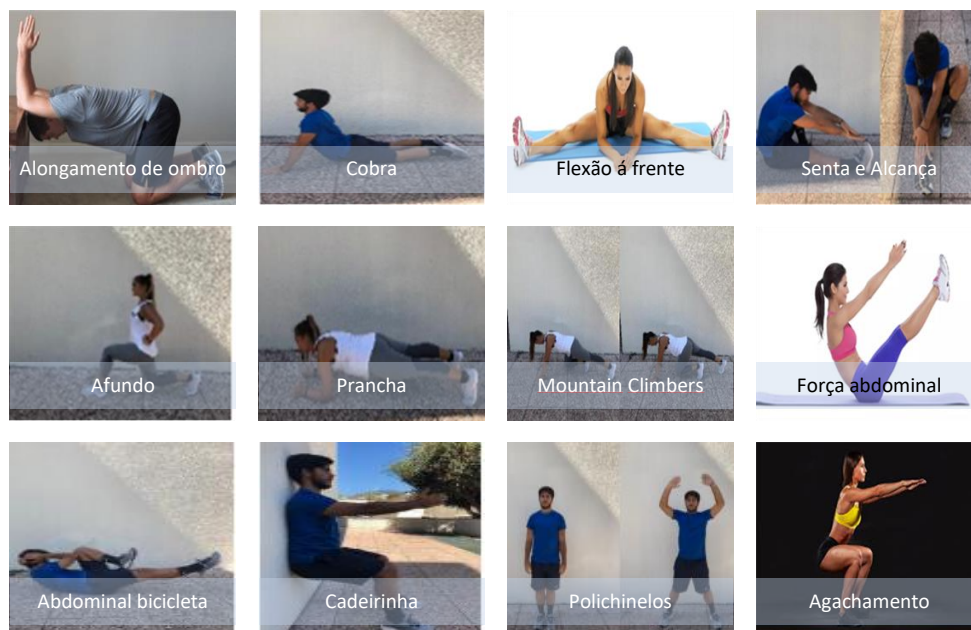 Alongamento de ombro
Cobra
Flexão á frente
Senta e Alcança
Afundo
Prancha
Mountain Climbers
Força abdominal
Abdominal bicicleta
Cadeirinha
Polichinelos
Agachamento